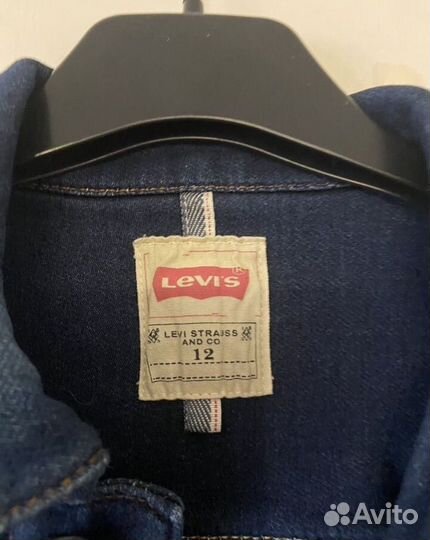 LEVI'S ®
LEVI STRAUSS
AND CO
12
Avito